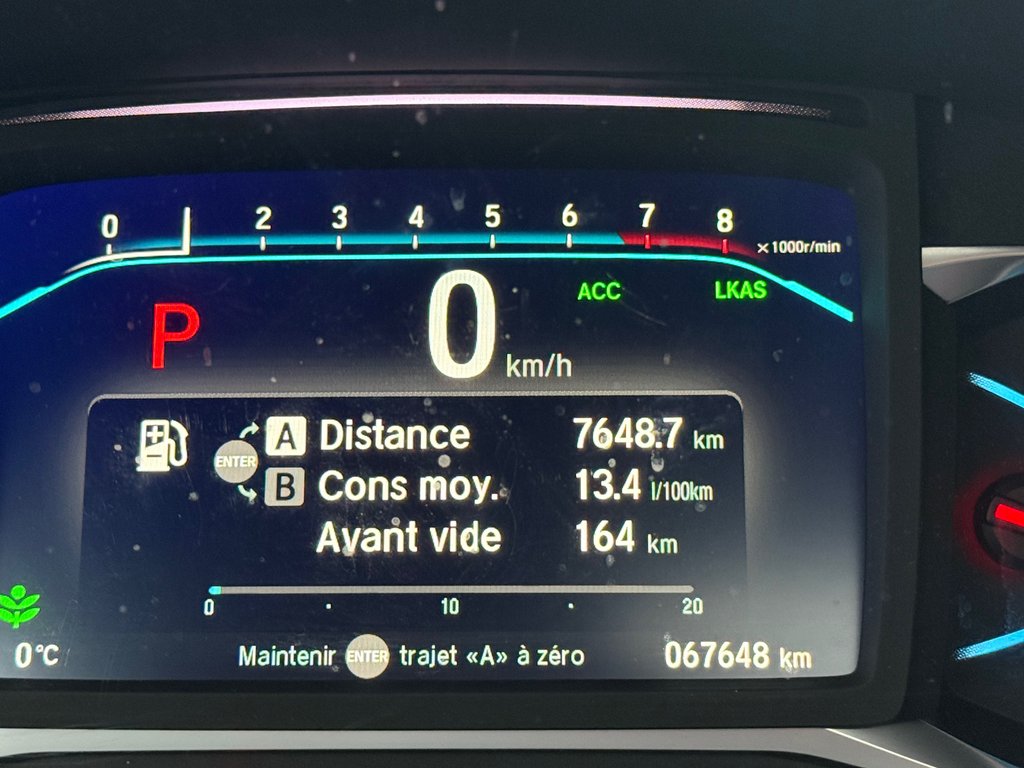 0 2 3 4 5 6 7 8 x1000r/min
ACC LKAS
P 0 km/h
A Distance 7648.7 km
ENTER
B Cons moy. 13.4 l/100km
Avant vide 164 km
0 10 20
0°C Maintenir ENTER trajet «A» à zéro 067648 km